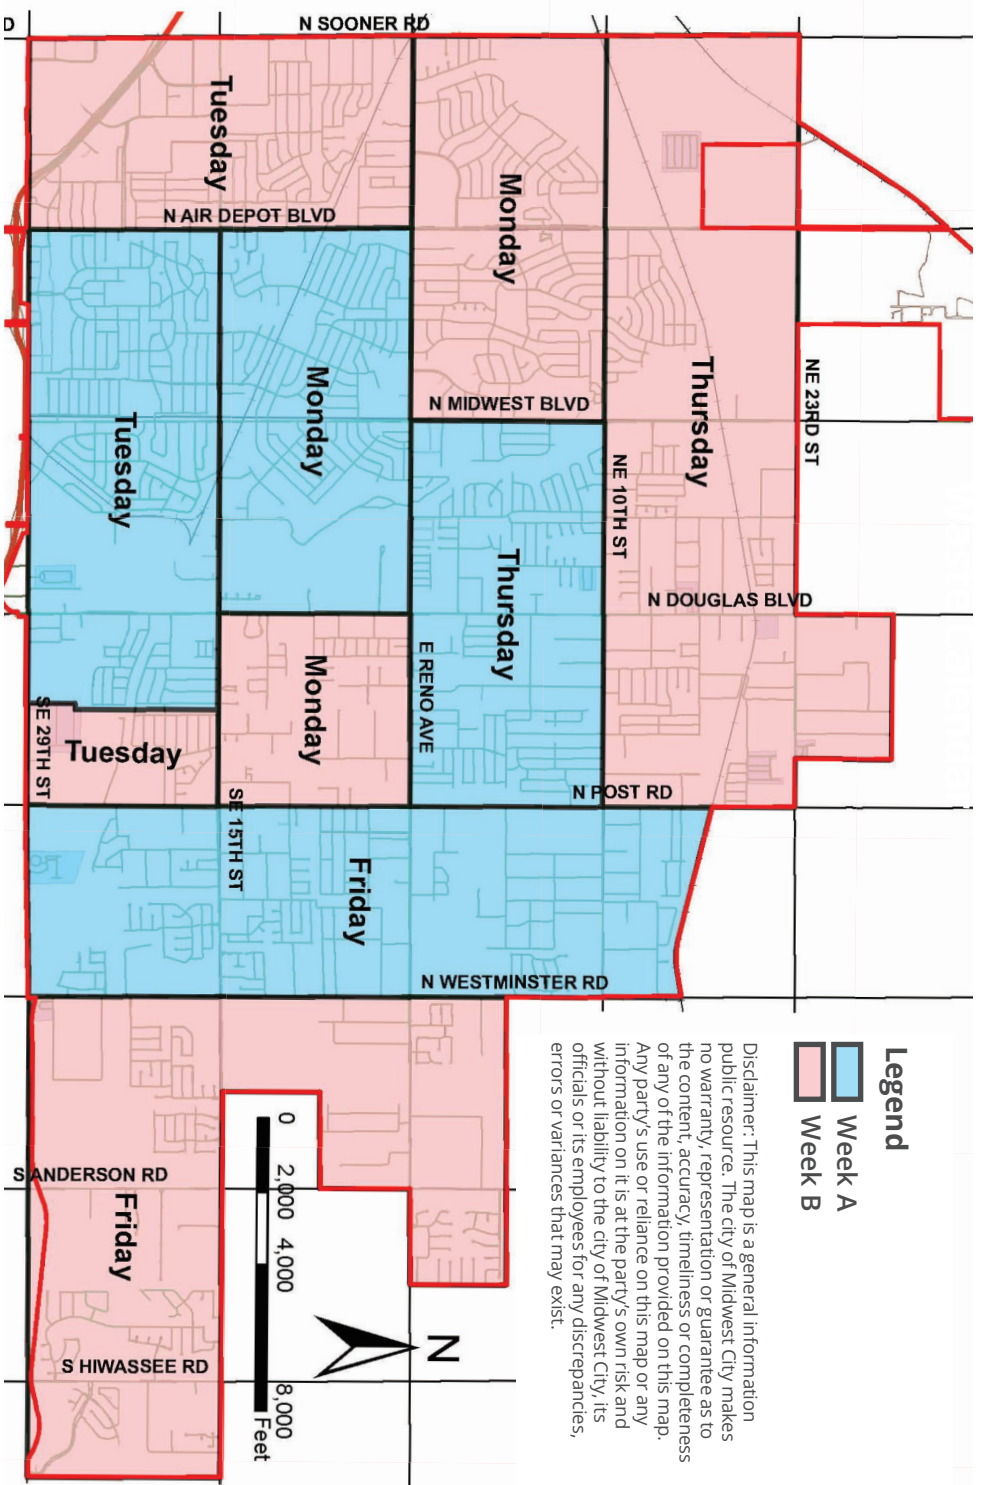 D
N SOONER RD
Tuesday
N AIR DEPOT BLVD
Monday
N MIDWEST BLVD
Thursday
NE 23RD ST
NE 10TH ST
N DOUGLAS BLVD
Tuesday
Monday
Thursday
E RENO AVE
Monday
Tuesday
SE 29TH ST
N POST RD
SE 15TH ST
Friday
N WESTMINSTER RD
S ANDERSON RD
Friday
S HIWASSEE RD
Legend
Week A
Week B
Disclaimer: This map is a general information
public resource. The city of Midwest City makes
no warranty, representation or guarantee as to
the content, accuracy, timeliness or completeness
of any of the information provided on this map.
Any party's use or reliance on this map or any
information on it is at the party's own risk and
without liability to the city of Midwest City, its
officials or its employees for any discrepancies,
errors or variances that may exist.
0 2,000 4,000 8,000
Feet
N